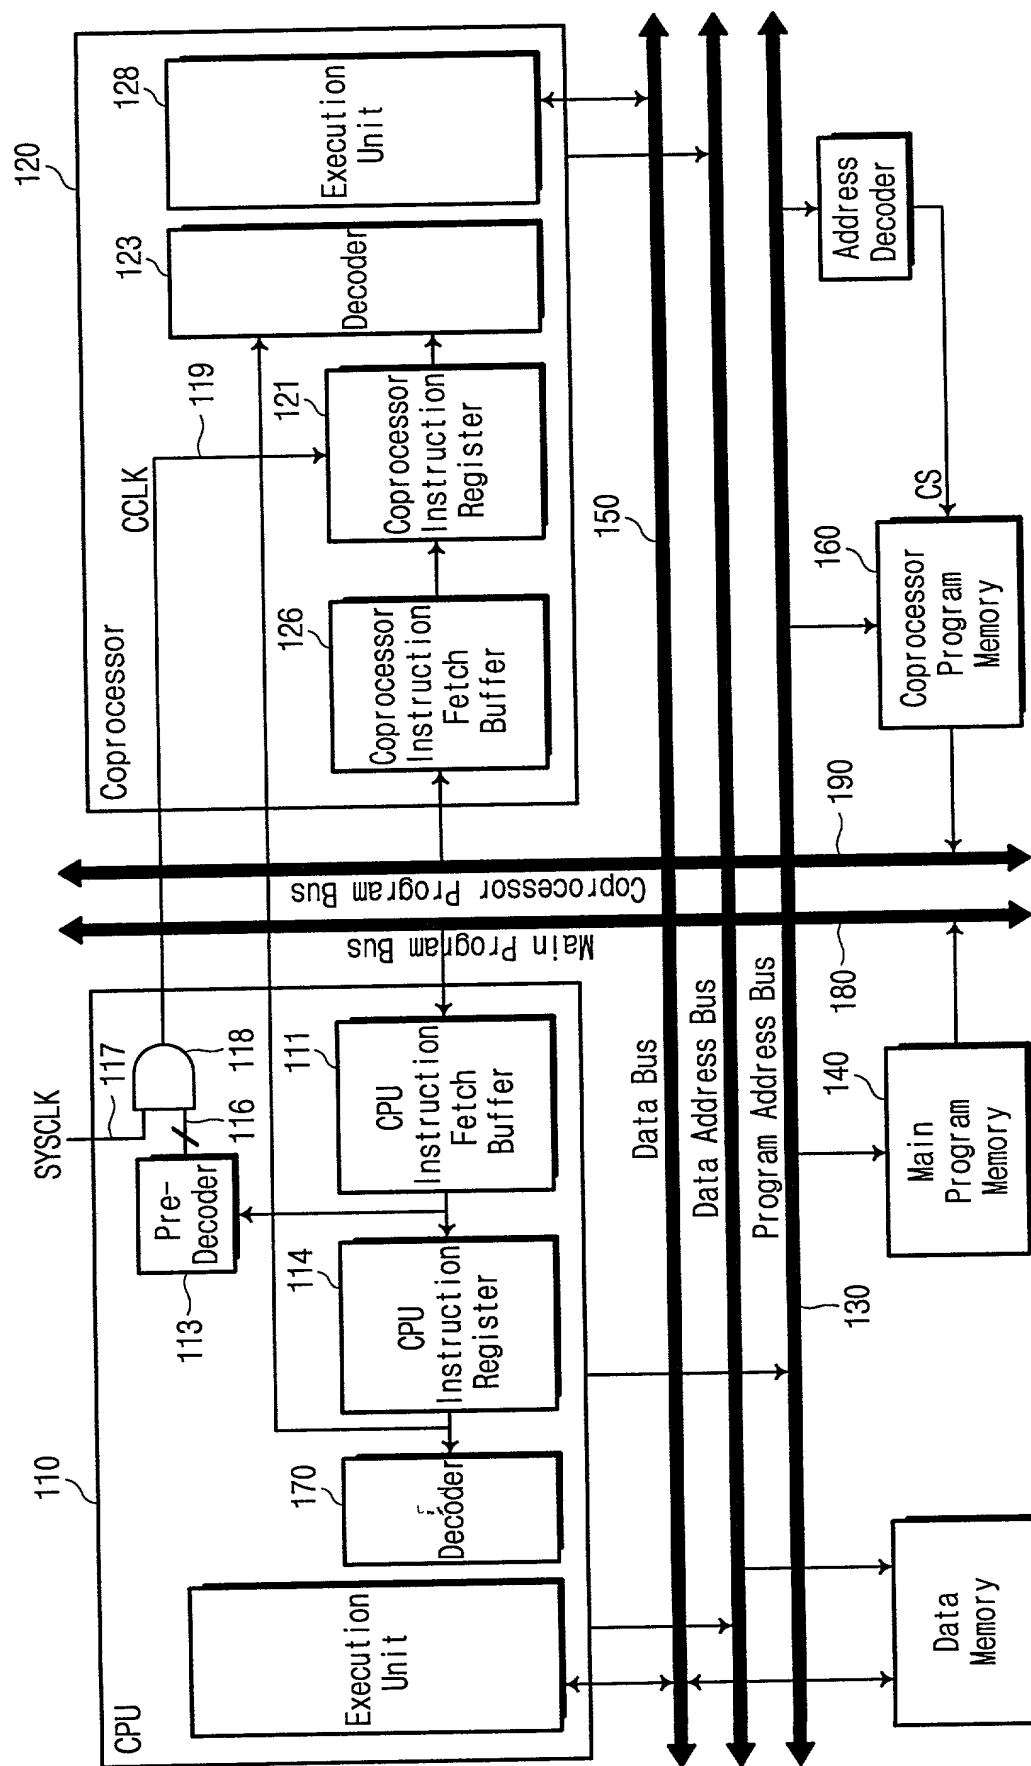 CPU
110
Execution
Unit
170
Decoder
114
CPU
Instruction
Register
113
Pre-
Decoder
SYSCLK
117
116
118
111
CPU
Instruction
Fetch
Buffer
Main Program Bus
Coprocessor Program Bus
Coprocessor
120
CCLK
119
126
Coprocessor
Instruction
Fetch
Buffer
121
Coprocessor
Instruction
Register
123
Decoder
128
Execution
Unit
Data Bus
150
Data Address Bus
Program Address Bus
130
Data
Memory
140
Main
Program
Memory
180
190
160
Coprocessor
Program
Memory
CS
Address
Decoder